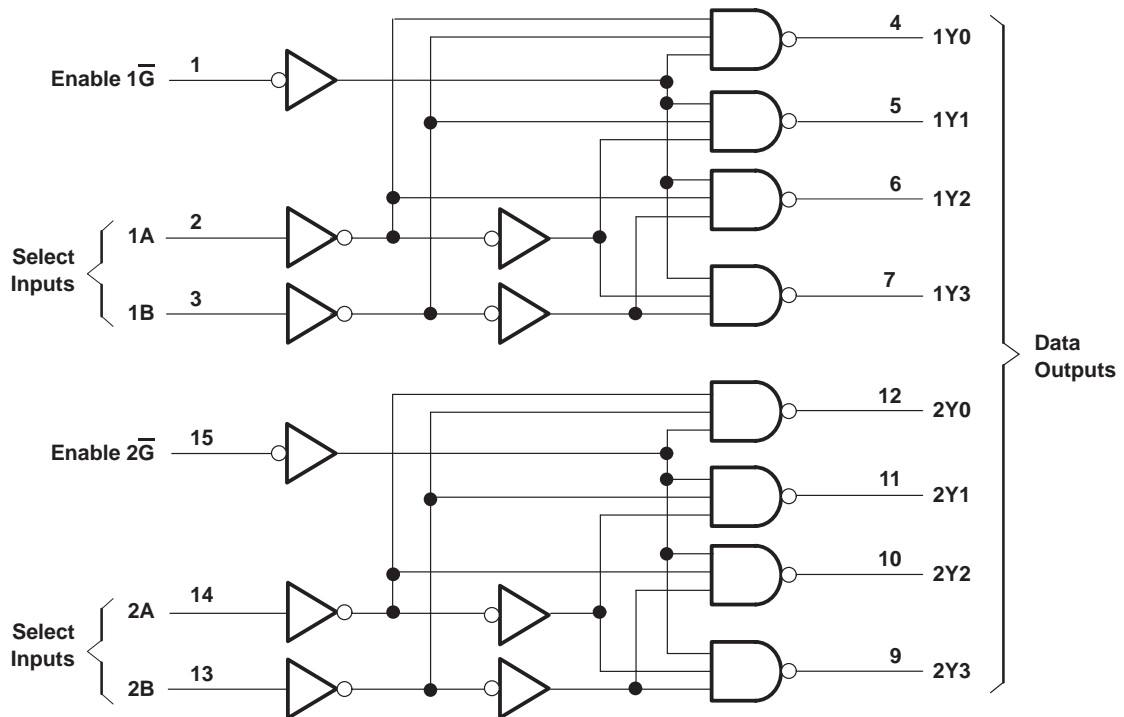 4 1Y0
Enable 1G̅ 1
5 1Y1
6 1Y2
Select
Inputs
1A 2
1B 3
7 1Y3
Data
Outputs
12 2Y0
Enable 2G̅ 15
11 2Y1
10 2Y2
Select
Inputs
2A 14
2B 13
9 2Y3